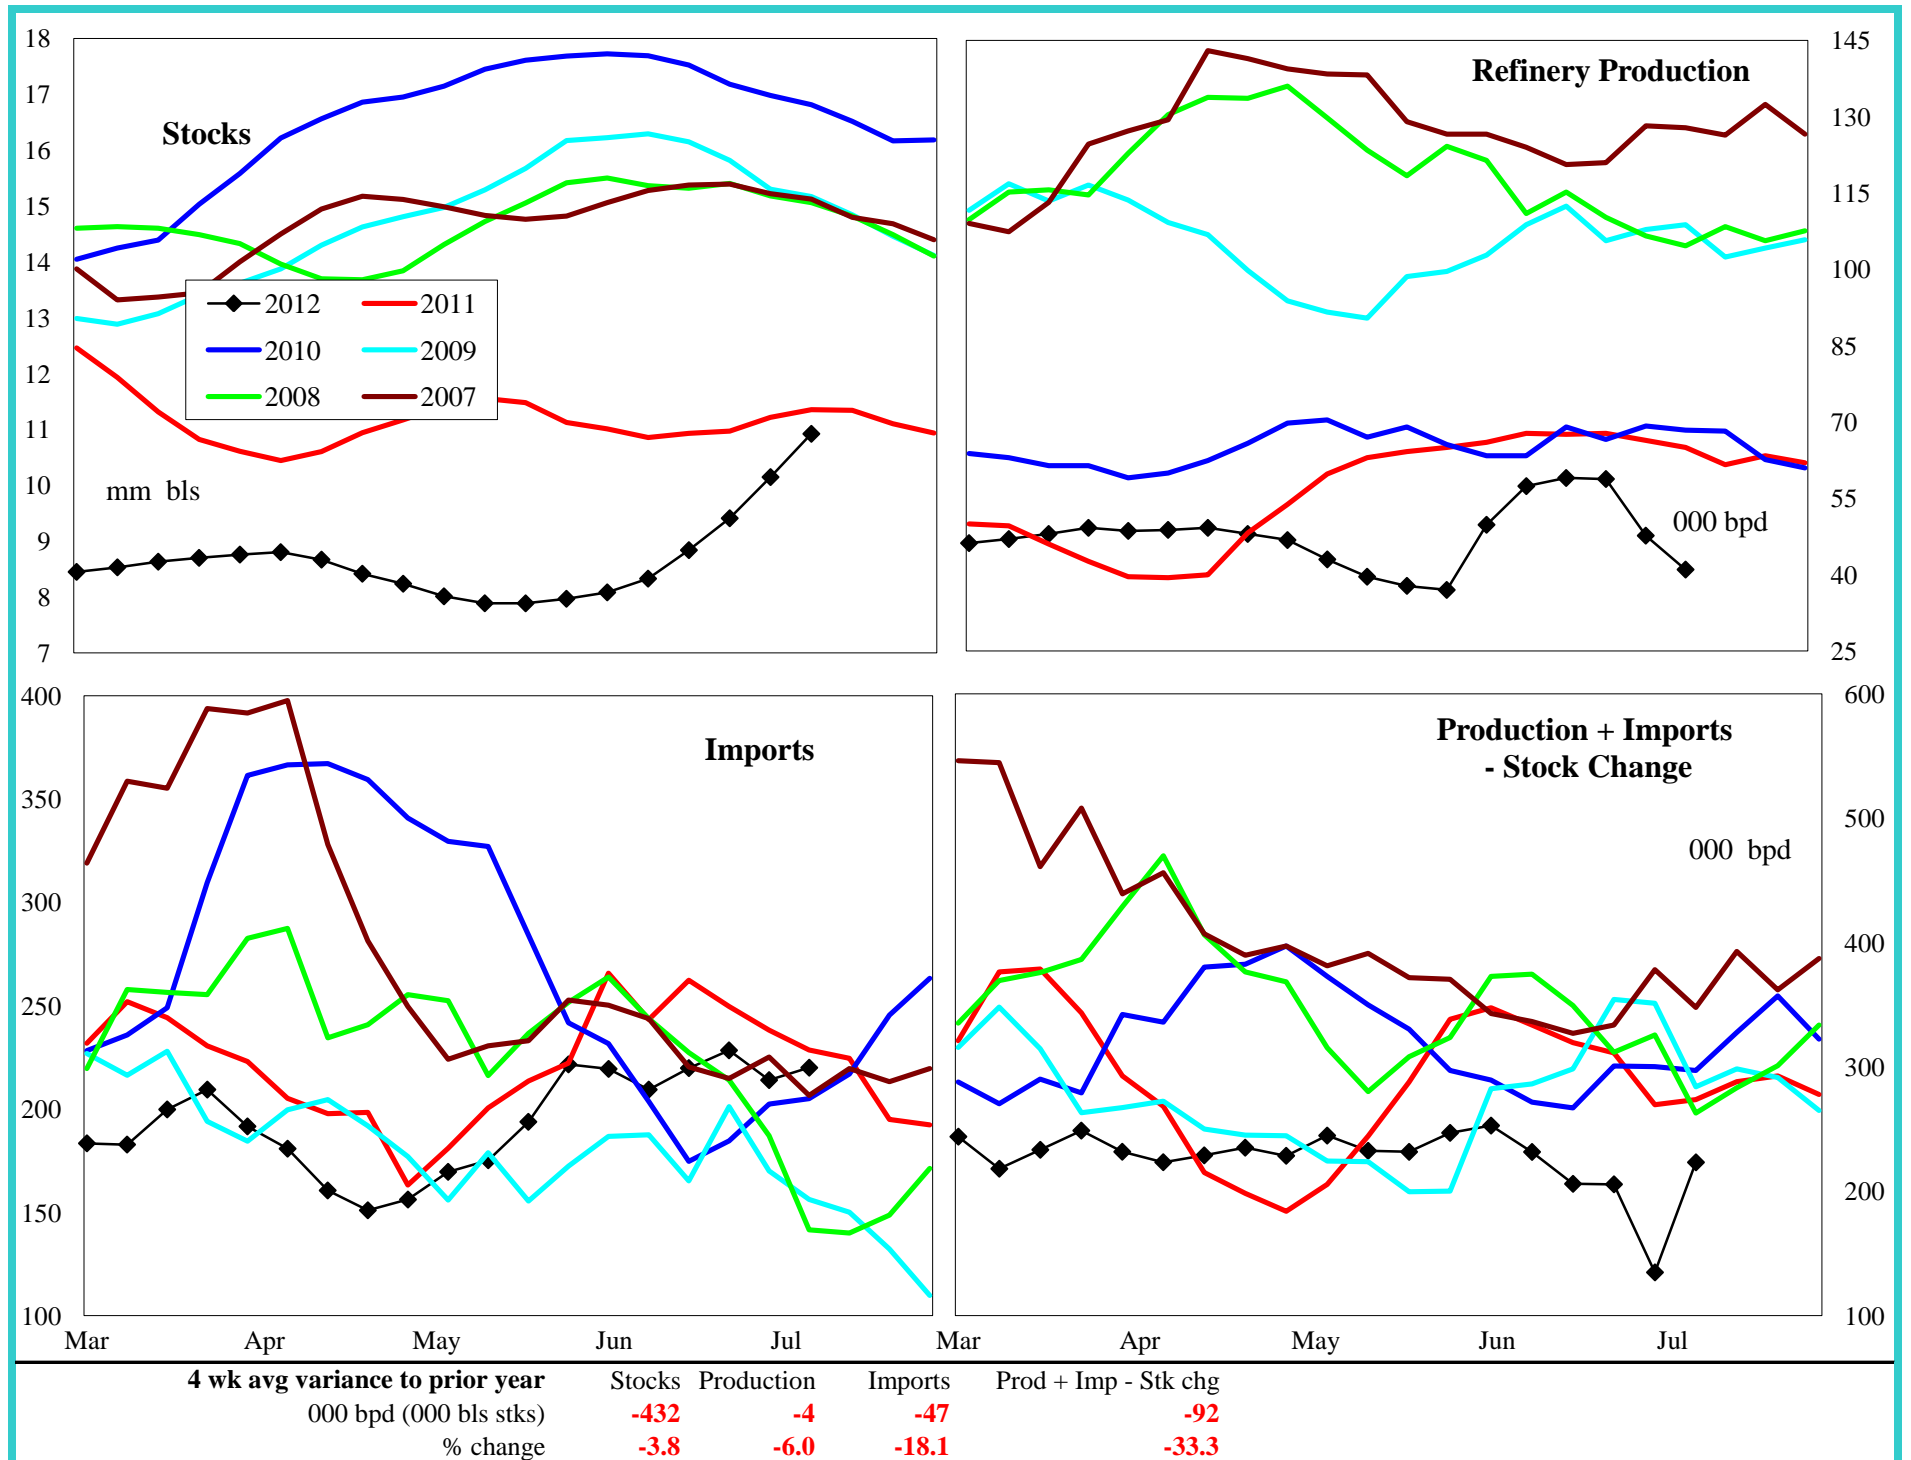 18
17
16
15
14
13
12
11
10
9
8
7
Stocks
mm bls
2012 2011
2010 2009
2008 2007
Refinery Production
000 bpd
145
130
115
100
85
70
55
40
25
400
350
300
250
200
150
100
Imports
Mar Apr May Jun Jul
Production + Imports
- Stock Change
000 bpd
600
500
400
300
200
100
Mar Apr May Jun Jul
4 wk avg variance to prior year Stocks Production Imports Prod + Imp - Stk chg
000 bpd (000 bls stks) -432 -4 -47 -92
% change -3.8 -6.0 -18.1 -33.3